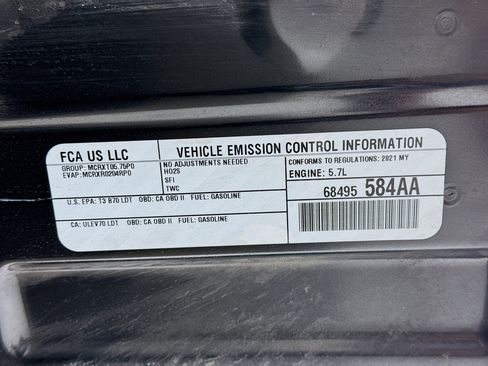 FCA US LLC
GROUP: MCRXT05.75P0
EVAP: MCRXR0204RP0
VEHICLE EMISSION CONTROL INFORMATION
NO ADJUSTMENTS NEEDED
HO2S
SFI
TWC
CONFORMS TO REGULATIONS: 2021 MY
ENGINE: 5.7L
68495 584AA
U.S. EPA: T3 B70 LDT OBD: CA OBD II FUEL: GASOLINE
CA: ULEV70 LDT OBD: CA OBD II FUEL: GASOLINE